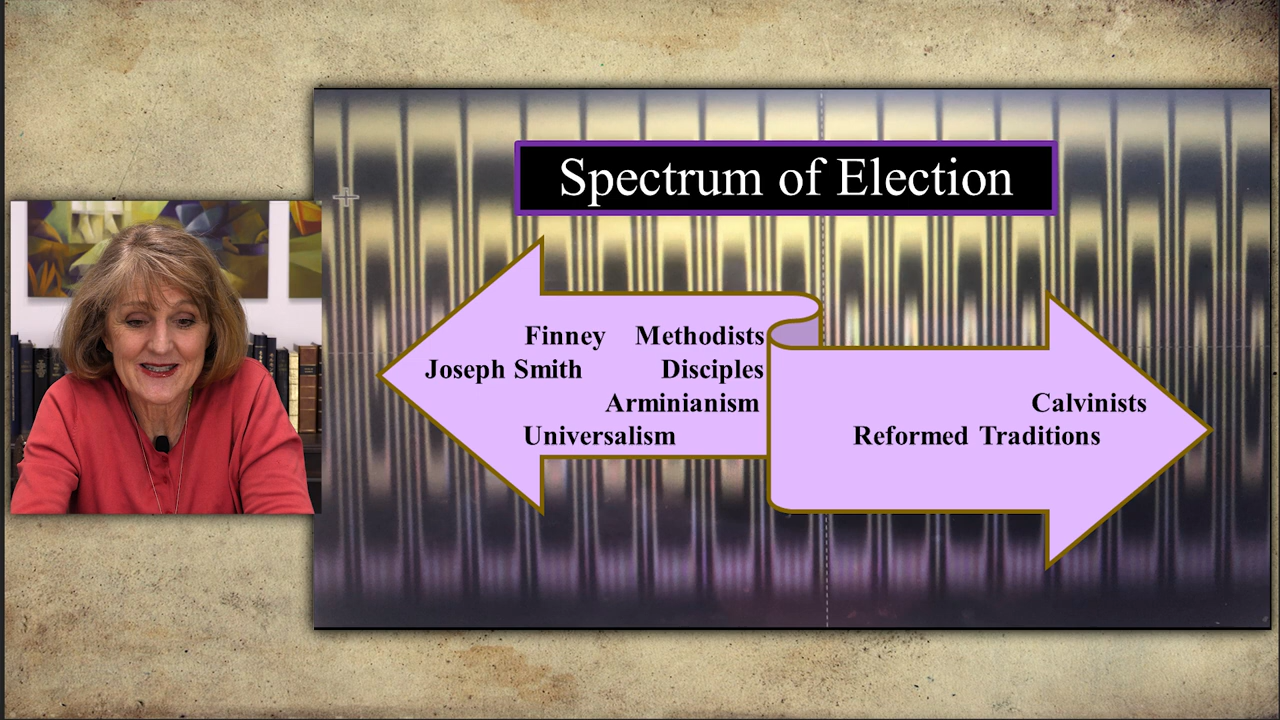 Spectrum of Election
Finney Methodists
Joseph Smith Disciples
Arminianism
Universalism
Calvinists
Reformed Traditions